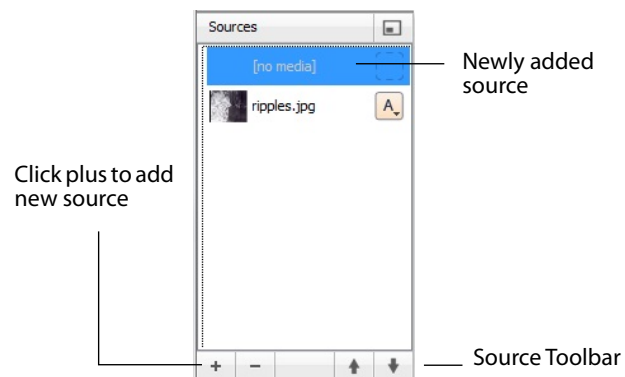 Sources
[no media]
Newly added
source
ripples.jpg
A
Click plus to add
new source
Source Toolbar